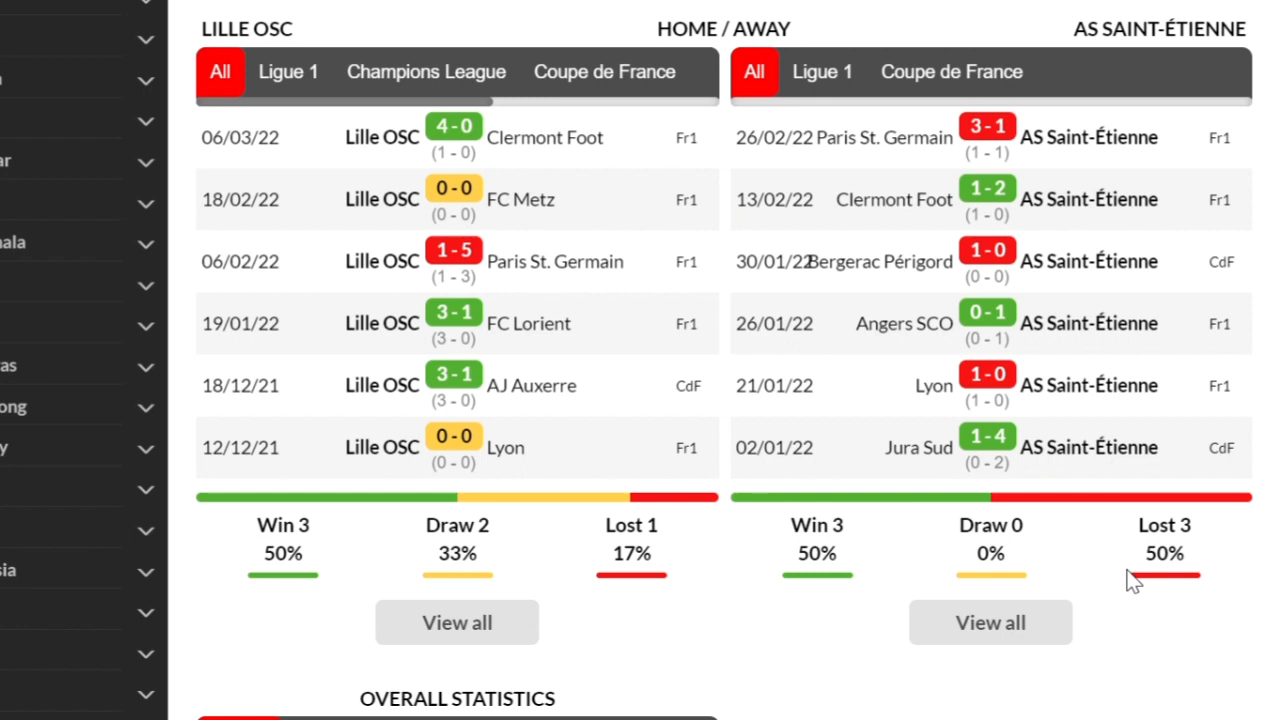 LILLE OSC HOME / AWAY AS SAINT-ÉTIENNE
All Ligue 1 Champions League Coupe de France
06/03/22 Lille OSC 4 - 0 Clermont Foot Fr1
(1 - 0)
18/02/22 Lille OSC 0 - 0 FC Metz Fr1
(0 - 0)
06/02/22 Lille OSC 1 - 5 Paris St. Germain Fr1
(1 - 3)
19/01/22 Lille OSC 3 - 1 FC Lorient Fr1
(3 - 0)
18/12/21 Lille OSC 3 - 1 AJ Auxerre CdF
(3 - 0)
12/12/21 Lille OSC 0 - 0 Lyon Fr1
(0 - 0)
Win 3 Draw 2 Lost 1
50% 33% 17%
View all
All Ligue 1 Coupe de France
26/02/22 Paris St. Germain 3 - 1 AS Saint-Étienne Fr1
(1 - 1)
13/02/22 Clermont Foot 1 - 2 AS Saint-Étienne Fr1
(1 - 0)
30/01/22 Bergerac Périgord 1 - 0 AS Saint-Étienne CdF
(0 - 0)
26/01/22 Angers SCO 0 - 1 AS Saint-Étienne Fr1
(0 - 1)
21/01/22 Lyon 1 - 0 AS Saint-Étienne Fr1
(1 - 0)
02/01/22 Jura Sud 1 - 4 AS Saint-Étienne CdF
(0 - 2)
Win 3 Draw 0 Lost 3
50% 0% 50%
View all
OVERALL STATISTICS